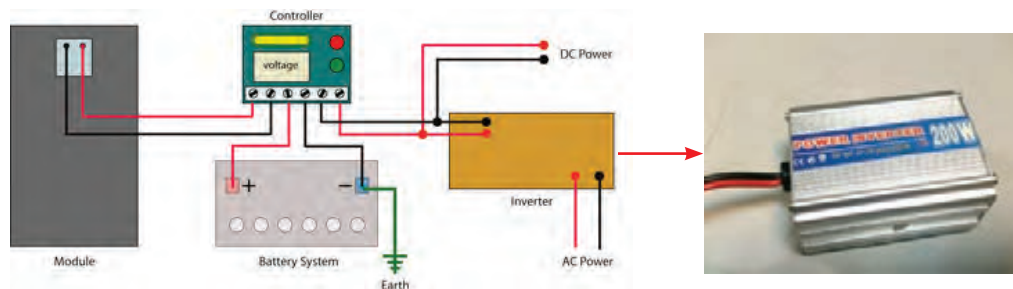 Controller
voltage
DC Power
+
−
Inverter
Module
Battery System
AC Power
Earth
POWER INVERTER
200W